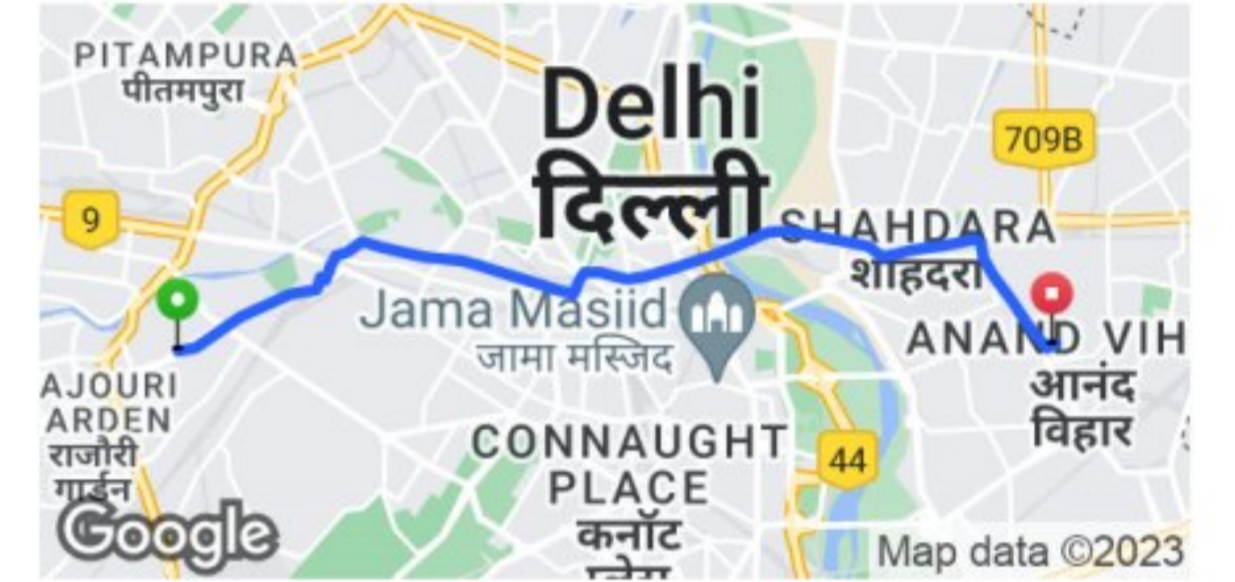 PITAMPURA
पीतमपुरा
Delhi
दिल्ली
709B
9
SHAHDARA
शाहदरा
Jama Masjid
जामा मस्जिद
ANAND VIH
आनंद
विहार
AJOURI
ARDEN
राजौरी
गार्डन
CONNAUGHT
PLACE
कनॉट
44
Google
Map data ©2023